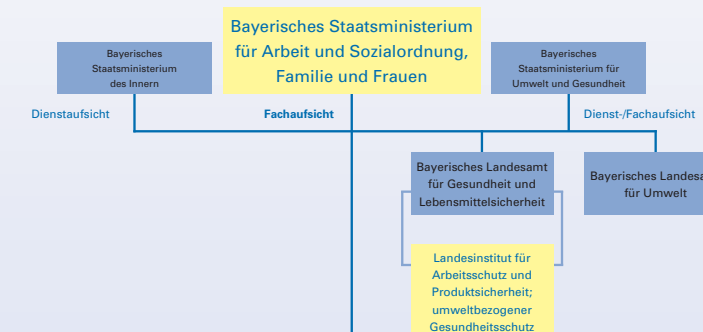 Bayerisches Staatsministerium
für Arbeit und Sozialordnung,
Familie und Frauen
Bayerisches
Staatsministerium
des Innern
Bayerisches
Staatsministerium für
Umwelt und Gesundheit
Dienstaufsicht
Fachaufsicht
Dienst-/Fachaufsicht
Bayerisches Landesamt
für Gesundheit und
Lebensmittelsicherheit
Bayerisches Landesa
für Umwelt
Landesinstitut für
Arbeitsschutz und
Produktsicherheit;
umweltbezogener
Gesundheitsschutz